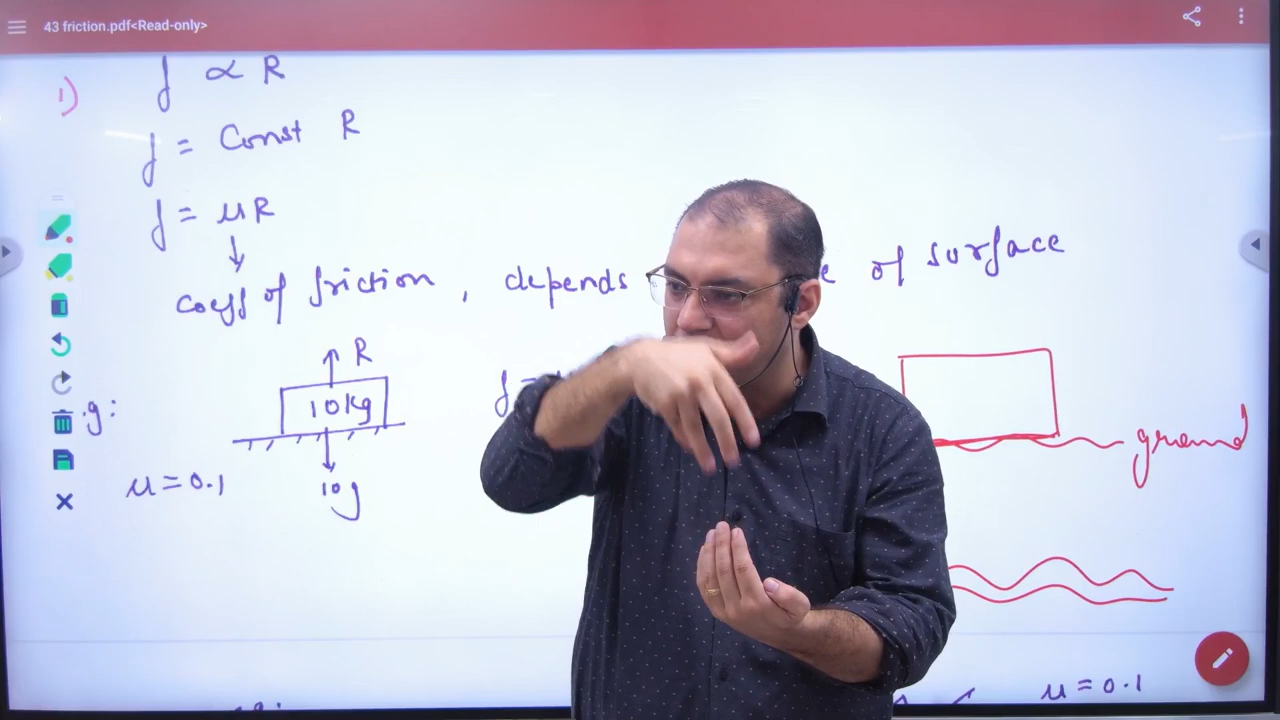 43 friction.pdf<Read-only>
1) f ∝ R
f = Const R
f = μR
↓
coeff of friction, depends of surface
R
10kg
.g:
μ = 0.1
10g
f =
ground
μ = 0.1